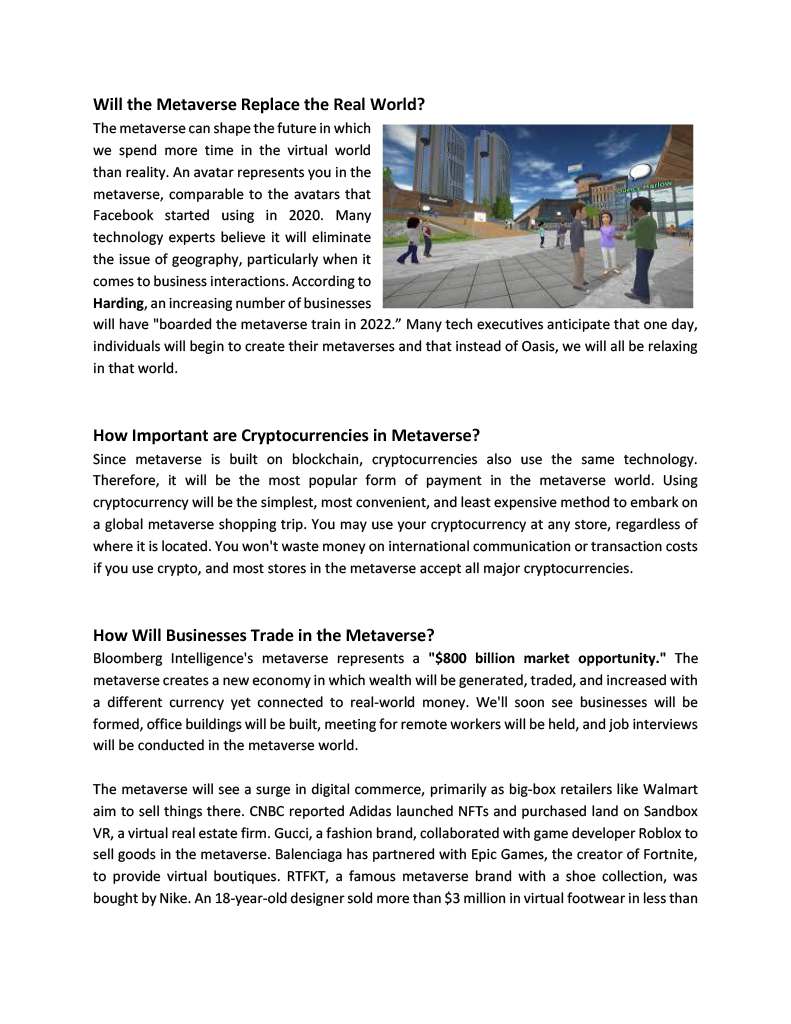 Will the Metaverse Replace the Real World?
The metaverse can shape the future in which
we spend more time in the virtual world
than reality. An avatar represents you in the
metaverse, comparable to the avatars that
Facebook started using in 2020. Many
technology experts believe it will eliminate
the issue of geography, particularly when it
comes to business interactions. According to
Harding, an increasing number of businesses
will have "boarded the metaverse train in 2022.” Many tech executives anticipate that one day,
individuals will begin to create their metaverses and that instead of Oasis, we will all be relaxing
in that world.
Harlow
How Important are Cryptocurrencies in Metaverse?
Since metaverse is built on blockchain, cryptocurrencies also use the same technology.
Therefore, it will be the most popular form of payment in the metaverse world. Using
cryptocurrency will be the simplest, most convenient, and least expensive method to embark on
a global metaverse shopping trip. You may use your cryptocurrency at any store, regardless of
where it is located. You won't waste money on international communication or transaction costs
if you use crypto, and most stores in the metaverse accept all major cryptocurrencies.
How Will Businesses Trade in the Metaverse?
Bloomberg Intelligence's metaverse represents a "$800 billion market opportunity." The
metaverse creates a new economy in which wealth will be generated, traded, and increased with
a different currency yet connected to real-world money. We'll soon see businesses will be
formed, office buildings will be built, meeting for remote workers will be held, and job interviews
will be conducted in the metaverse world.
The metaverse will see a surge in digital commerce, primarily as big-box retailers like Walmart
aim to sell things there. CNBC reported Adidas launched NFTs and purchased land on Sandbox
VR, a virtual real estate firm. Gucci, a fashion brand, collaborated with game developer Roblox to
sell goods in the metaverse. Balenciaga has partnered with Epic Games, the creator of Fortnite,
to provide virtual boutiques. RTFKT, a famous metaverse brand with a shoe collection, was
bought by Nike. An 18-year-old designer sold more than $3 million in virtual footwear in less than